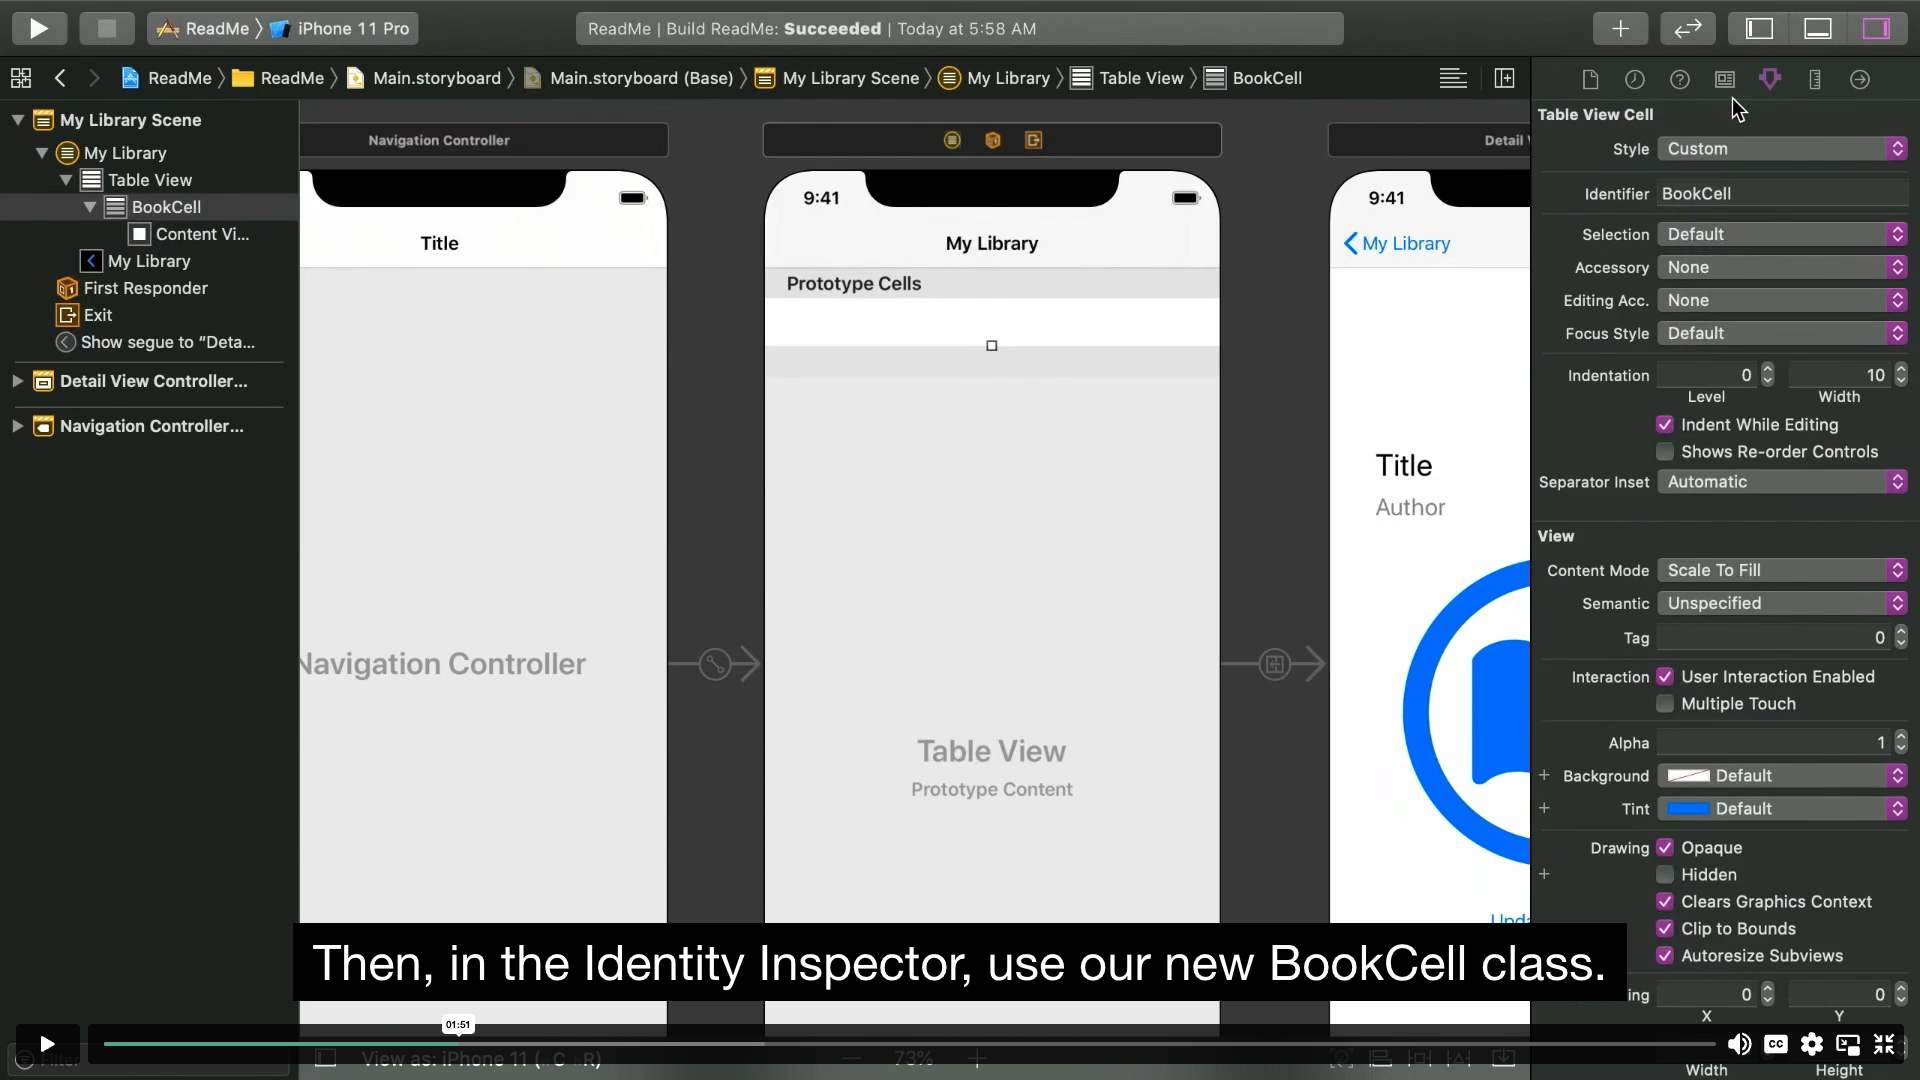 ReadMe 〉 iPhone 11 Pro
ReadMe | Build ReadMe: Succeeded | Today at 5:58 AM
ReadMe 〉 ReadMe 〉 Main.storyboard 〉 Main.storyboard (Base) 〉 My Library Scene 〉 My Library 〉 Table View 〉 BookCell
My Library Scene
My Library
Table View
BookCell
Content Vi...
My Library
First Responder
Exit
Show segue to “Deta...
Detail View Controller...
Navigation Controller...
Navigation Controller
Title
Navigation Controller
9:41
My Library
Prototype Cells
Table View
Prototype Content
Detail
9:41
My Library
Title
Author
Table View Cell
Style Custom
Identifier BookCell
Selection Default
Accessory None
Editing Acc. None
Focus Style Default
Indentation 0 10
Level Width
Indent While Editing
Shows Re-order Controls
Separator Inset Automatic
View
Content Mode Scale To Fill
Semantic Unspecified
Tag 0
Interaction User Interaction Enabled
Multiple Touch
Alpha 1
+ Background Default
+ Tint Default
Drawing Opaque
+ Hidden
Clears Graphics Context
Clip to Bounds
Autoresize Subviews
ing 0 0
X Y
Width Height
Then, in the Identity Inspector, use our new BookCell class.
01:51
CC
Filter
View as: iPhone 11 (wC hR)
73%